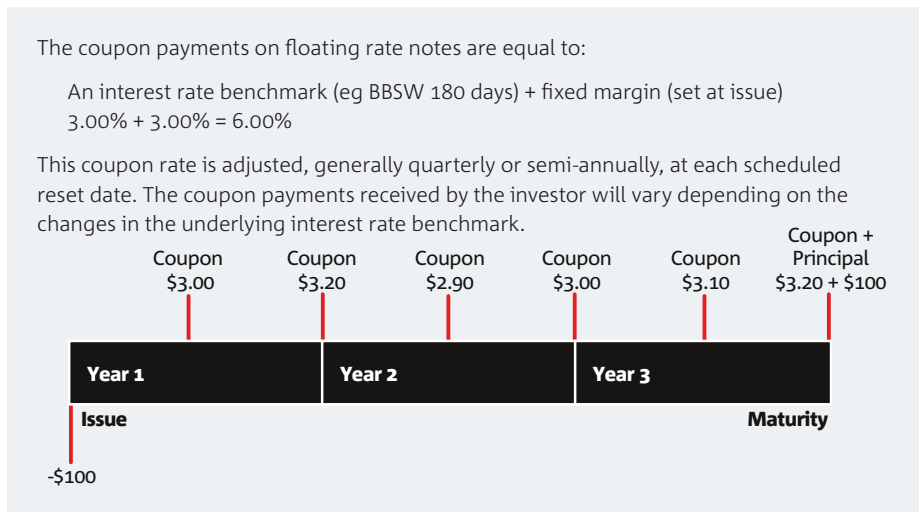 The coupon payments on floating rate notes are equal to:
An interest rate benchmark (eg BBSW 180 days) + fixed margin (set at issue)
3.00% + 3.00% = 6.00%
This coupon rate is adjusted, generally quarterly or semi-annually, at each scheduled
reset date. The coupon payments received by the investor will vary depending on the
changes in the underlying interest rate benchmark.
Coupon
$3.00
Coupon
$3.20
Coupon
$2.90
Coupon
$3.00
Coupon
$3.10
Coupon +
Principal
$3.20 + $100
Year 1
Year 2
Year 3
Issue
Maturity
-$100